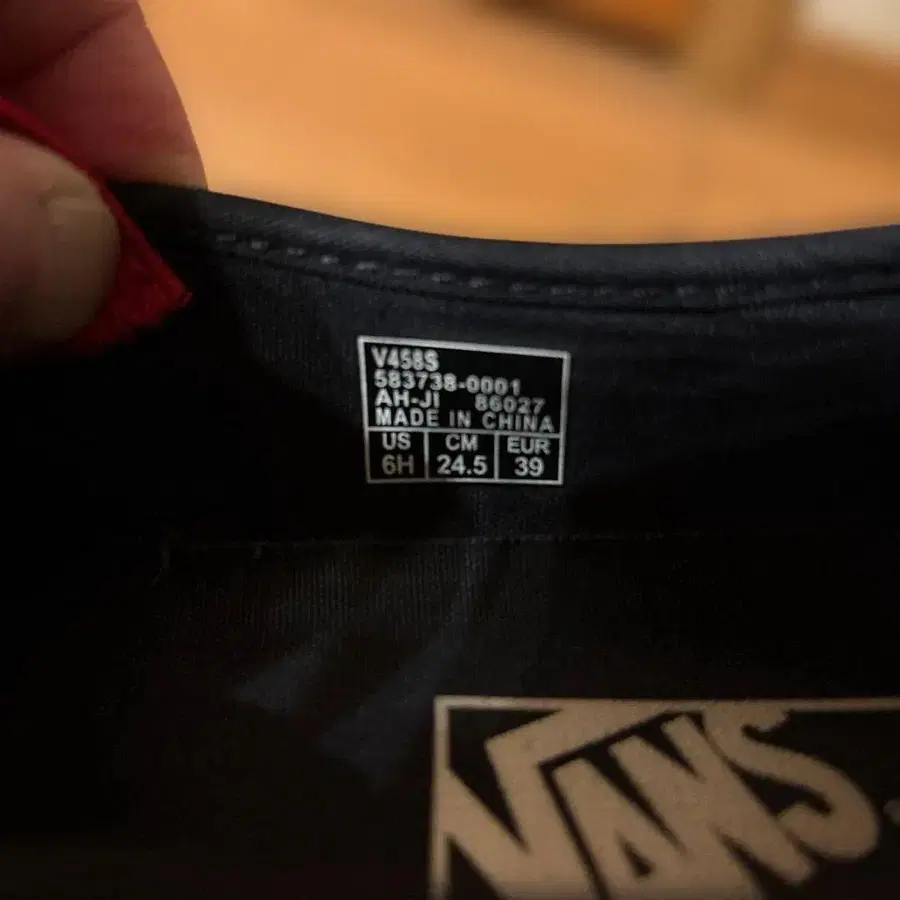 V458S
583738-0001
AH-JI 86027
MADE IN CHINA
US CM EUR
6H 24.5 39
VANS